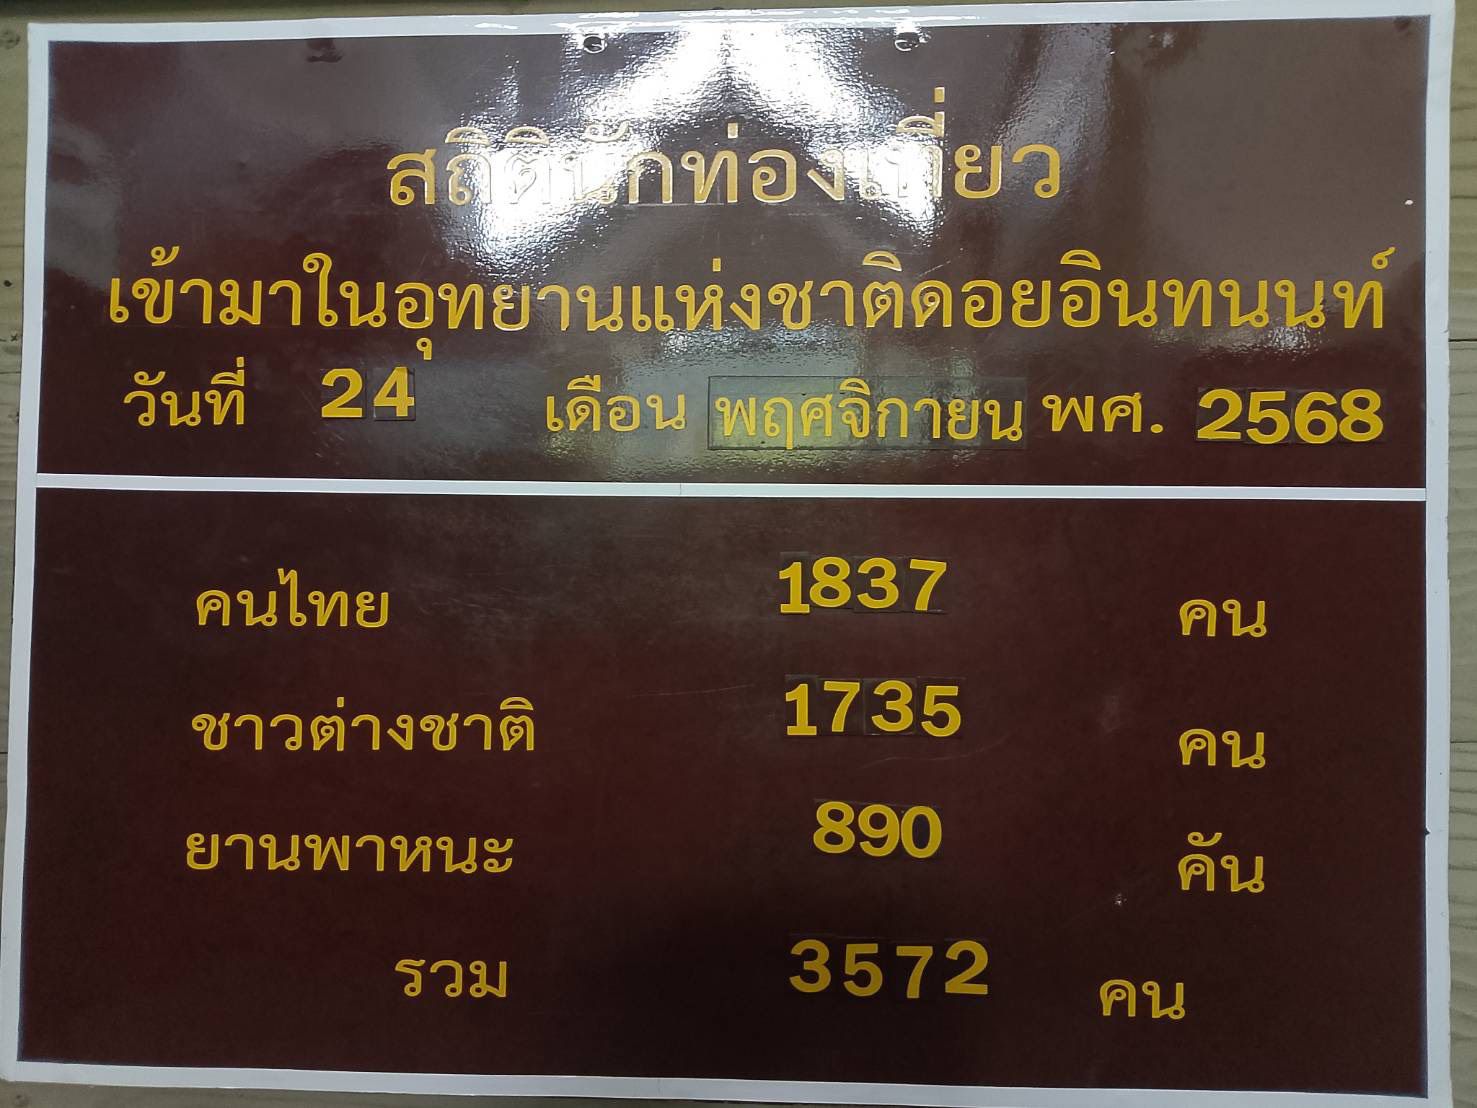 สถิตินักท่องเที่ยว
เข้ามาในอุทยานแห่งชาติดอยอินทนนท์
วันที่ 24 เดือน พฤศจิกายน พศ. 2568
คนไทย 1837 คน
ชาวต่างชาติ 1735 คน
ยานพาหนะ 890 คัน
รวม 3572 คน